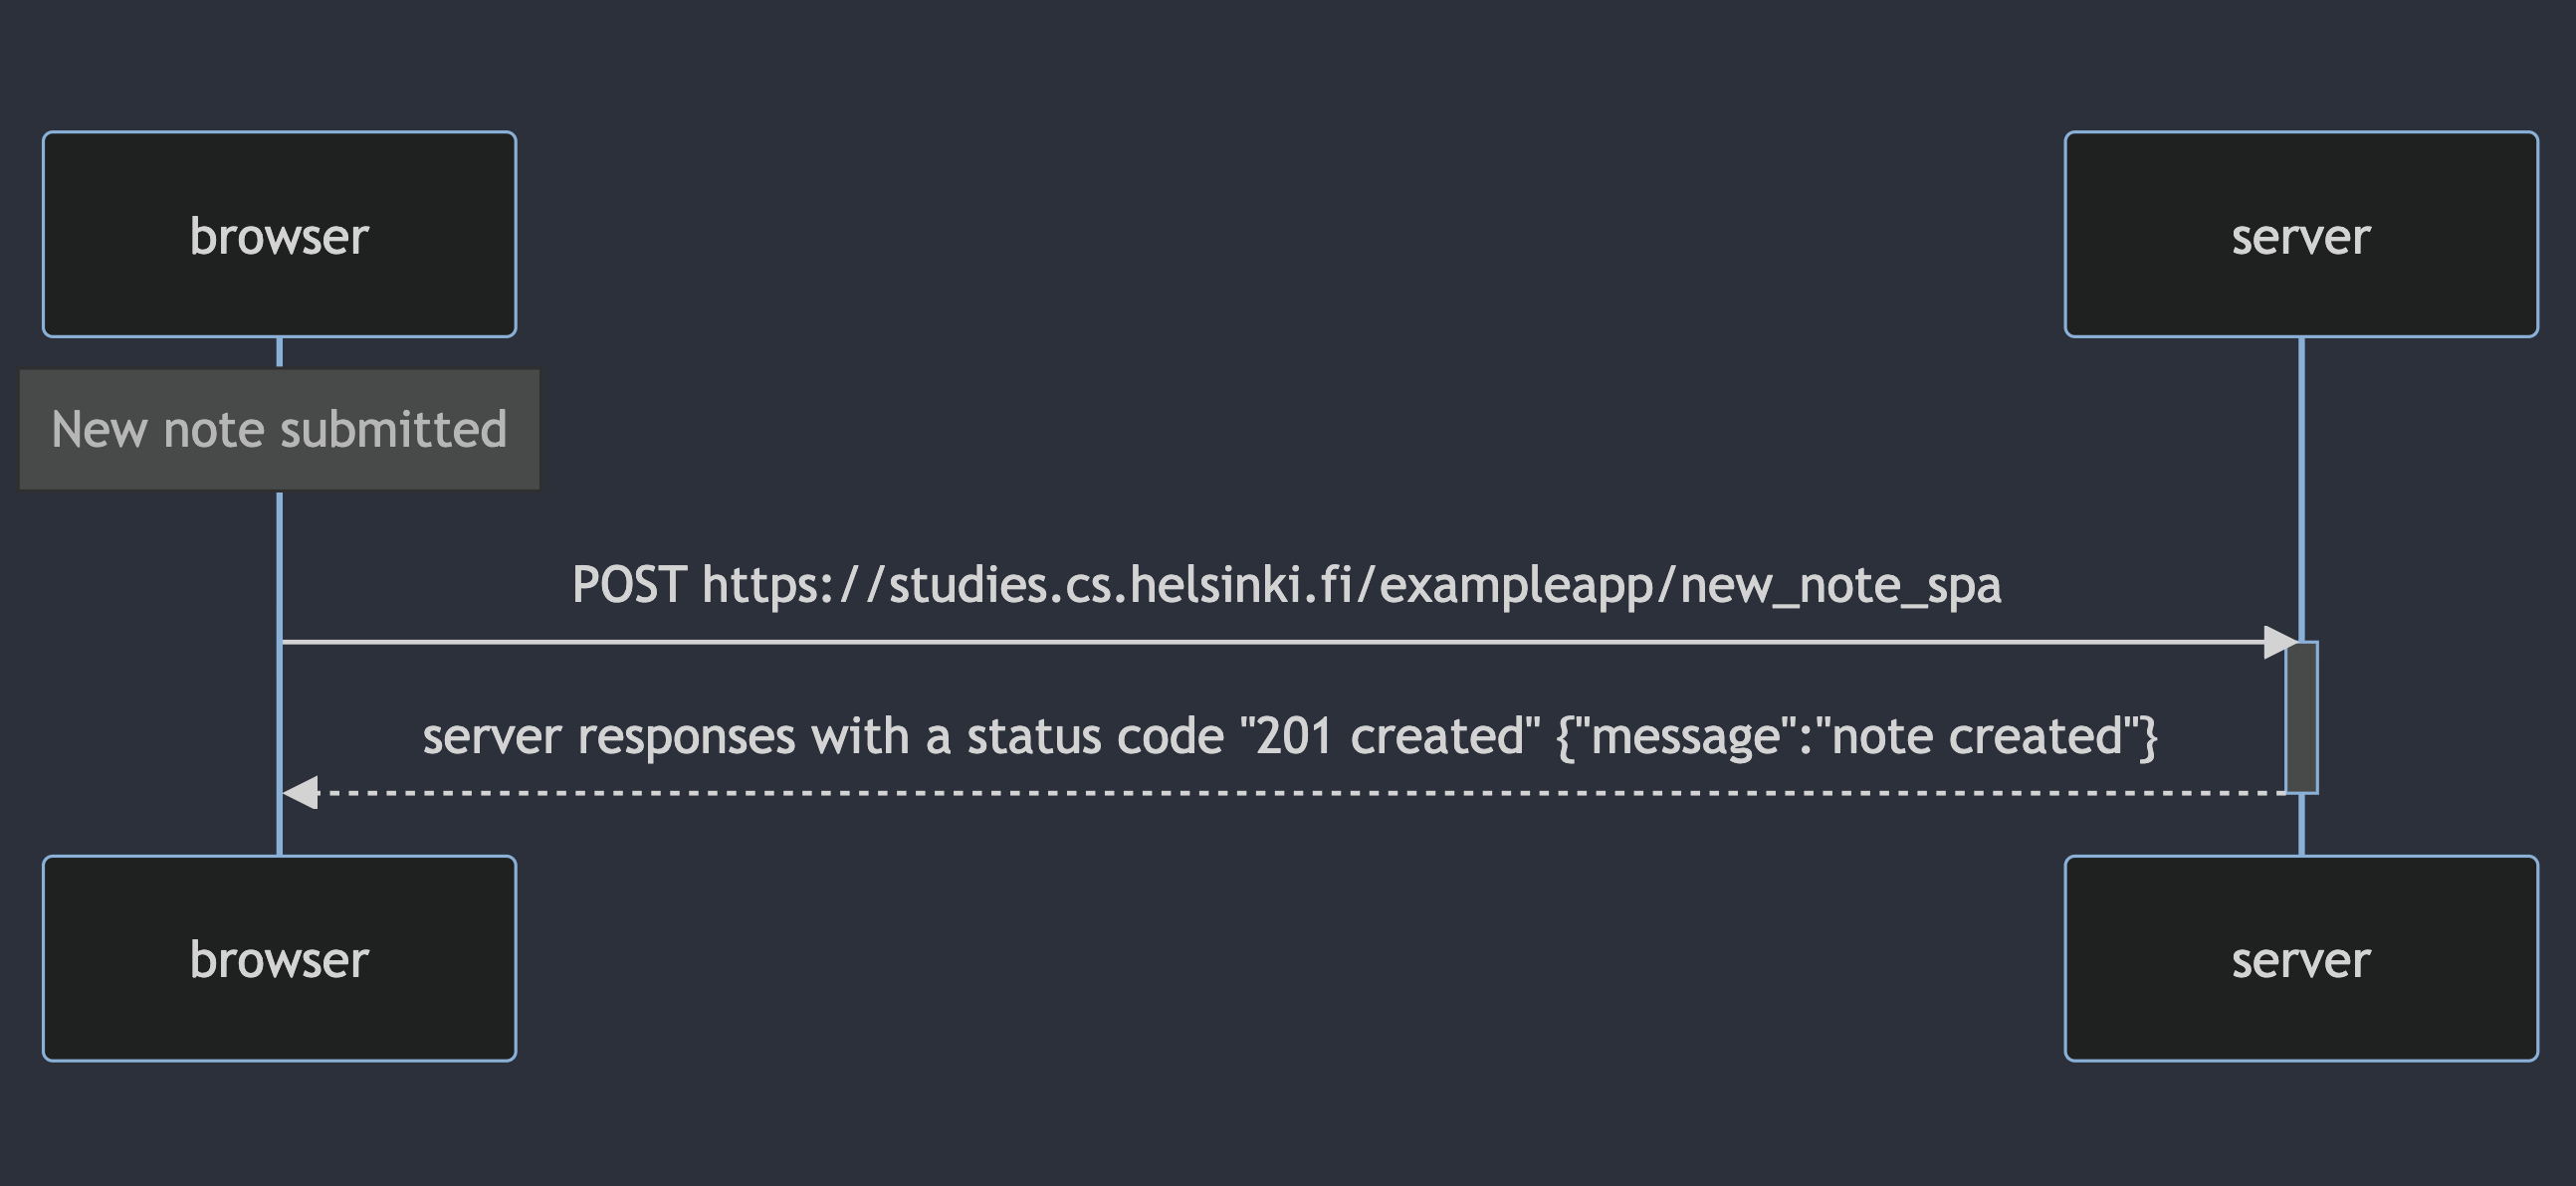 browser
server
New note submitted
POST https://studies.cs.helsinki.fi/exampleapp/new_note_spa
server responses with a status code "201 created" {"message":"note created"}
browser
server